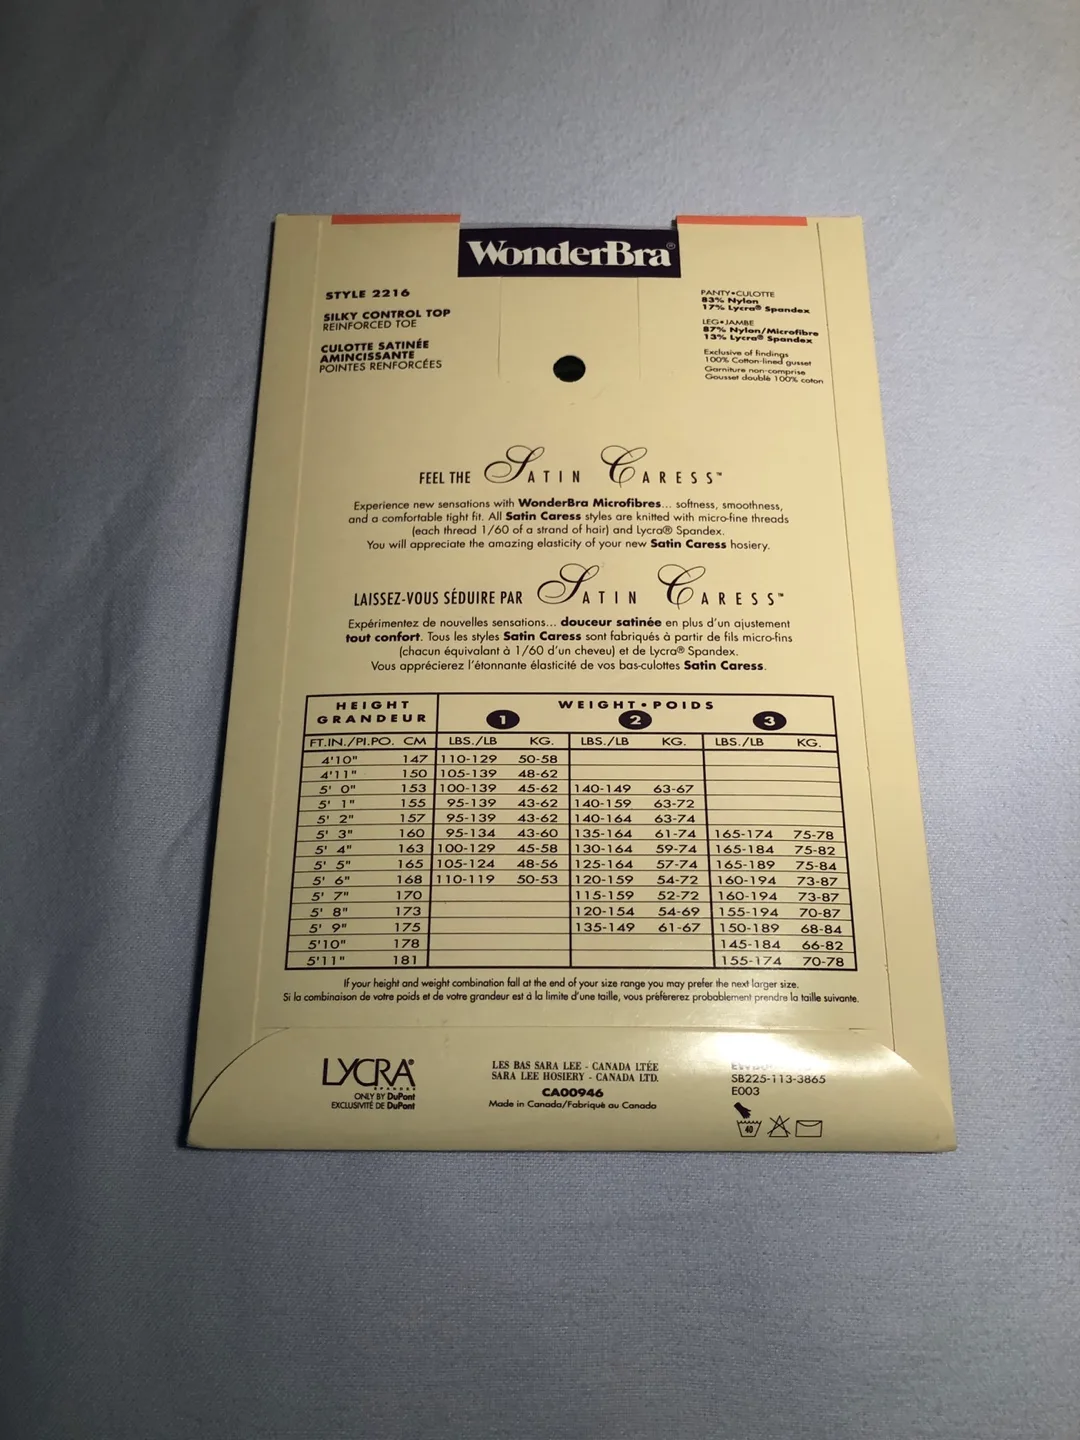 WonderBra®
STYLE 2216
SILKY CONTROL TOP
REINFORCED TOE
CULOTTE SATINÉE
AMINCISSANTE
POINTES RENFORCÉES
PANTY•CULOTTE
83% Nylon
17% Lycra® Spandex
LEG•JAMBE
87% Nylon/Microfibre
13% Lycra® Spandex
Exclusive of findings
100% Cotton-lined gusset
Garniture non-comprise
Gousset doublé 100% coton
FEEL THE SATIN CARESS™
Experience new sensations with WonderBra Microfibres... softness, smoothness,
and a comfortable tight fit. All Satin Caress styles are knitted with micro-fine threads
(each thread 1/60 of a strand of hair) and Lycra® Spandex.
You will appreciate the amazing elasticity of your new Satin Caress hosiery.
LAISSEZ-VOUS SÉDUIRE PAR SATIN CARESS™
Expérimentez de nouvelles sensations... douceur satinée en plus d'un ajustement
tout confort. Tous les styles Satin Caress sont fabriqués à partir de fils micro-fins
(chacun équivalant à 1/60 d'un cheveu) et de Lycra® Spandex.
Vous apprécierez l'étonnante élasticité de vos bas-culottes Satin Caress.
HEIGHT WEIGHT•POIDS
GRANDEUR 1 2 3
FT.IN./PI.PO. CM LBS./LB KG. LBS./LB KG. LBS./LB KG.
4'10" 147 110-129 50-58
4'11" 150 105-139 48-62
5' 0" 153 100-139 45-62 140-149 63-67
5' 1" 155 95-139 43-62 140-159 63-72
5' 2" 157 95-139 43-62 140-164 63-74
5' 3" 160 95-134 43-60 135-164 61-74 165-174 75-78
5' 4" 163 100-129 45-58 130-164 59-74 165-184 75-82
5' 5" 165 105-124 48-56 125-164 57-74 165-189 75-84
5' 6" 168 110-119 50-53 120-159 54-72 160-194 73-87
5' 7" 170 115-159 52-72 160-194 73-87
5' 8" 173 120-154 54-69 155-194 70-87
5' 9" 175 135-149 61-67 150-189 68-84
5'10" 178 145-184 66-82
5'11" 181 155-174 70-78
If your height and weight combination fall at the end of your size range you may prefer the next larger size.
Si la combinaison de votre poids et de votre grandeur est à la limite d'une taille, vous préférerez probablement prendre la taille suivante.
LYCRA®
SPANDEX
ONLY BY DuPont
EXCLUSIVITÉ DE DuPont
LES BAS SARA LEE - CANADA LTÉE
SARA LEE HOSIERY - CANADA LTD.
CA00946
Made in Canada/Fabriqué au Canada
SB225-113-3865
E003
40